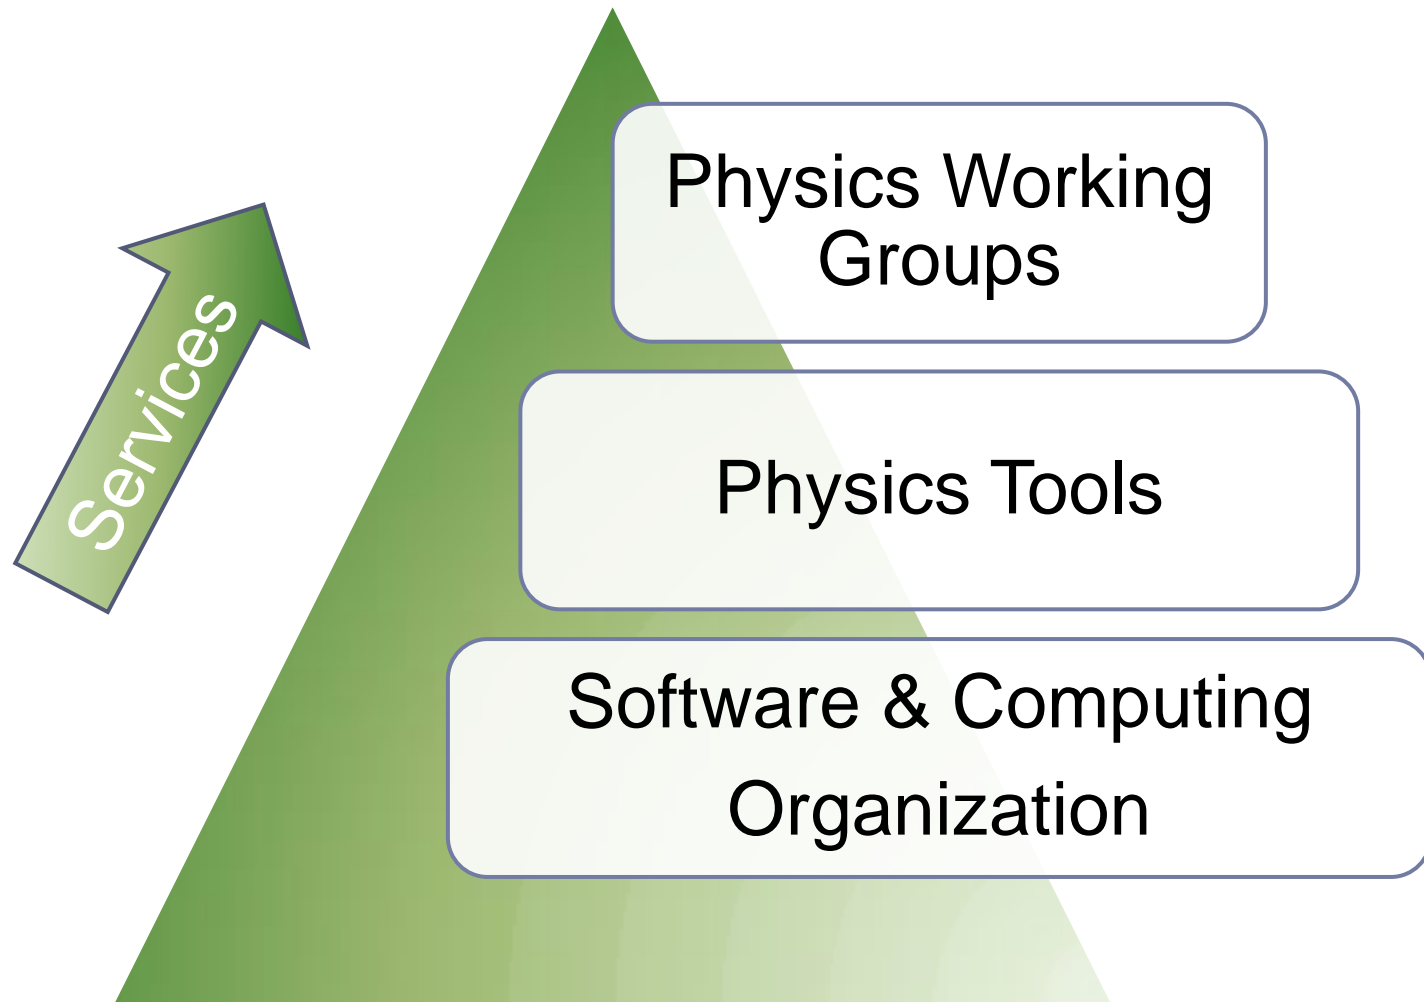 Physics Working
Groups
Services
Physics Tools
Software & Computing
Organization